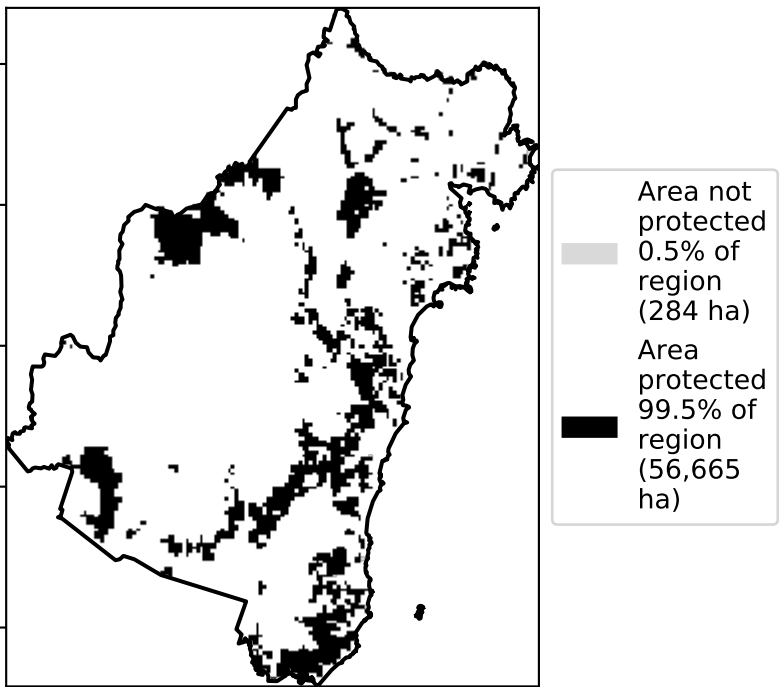 Area not
protected
0.5% of
region
(284 ha)
Area
protected
99.5% of
region
(56,665
ha)